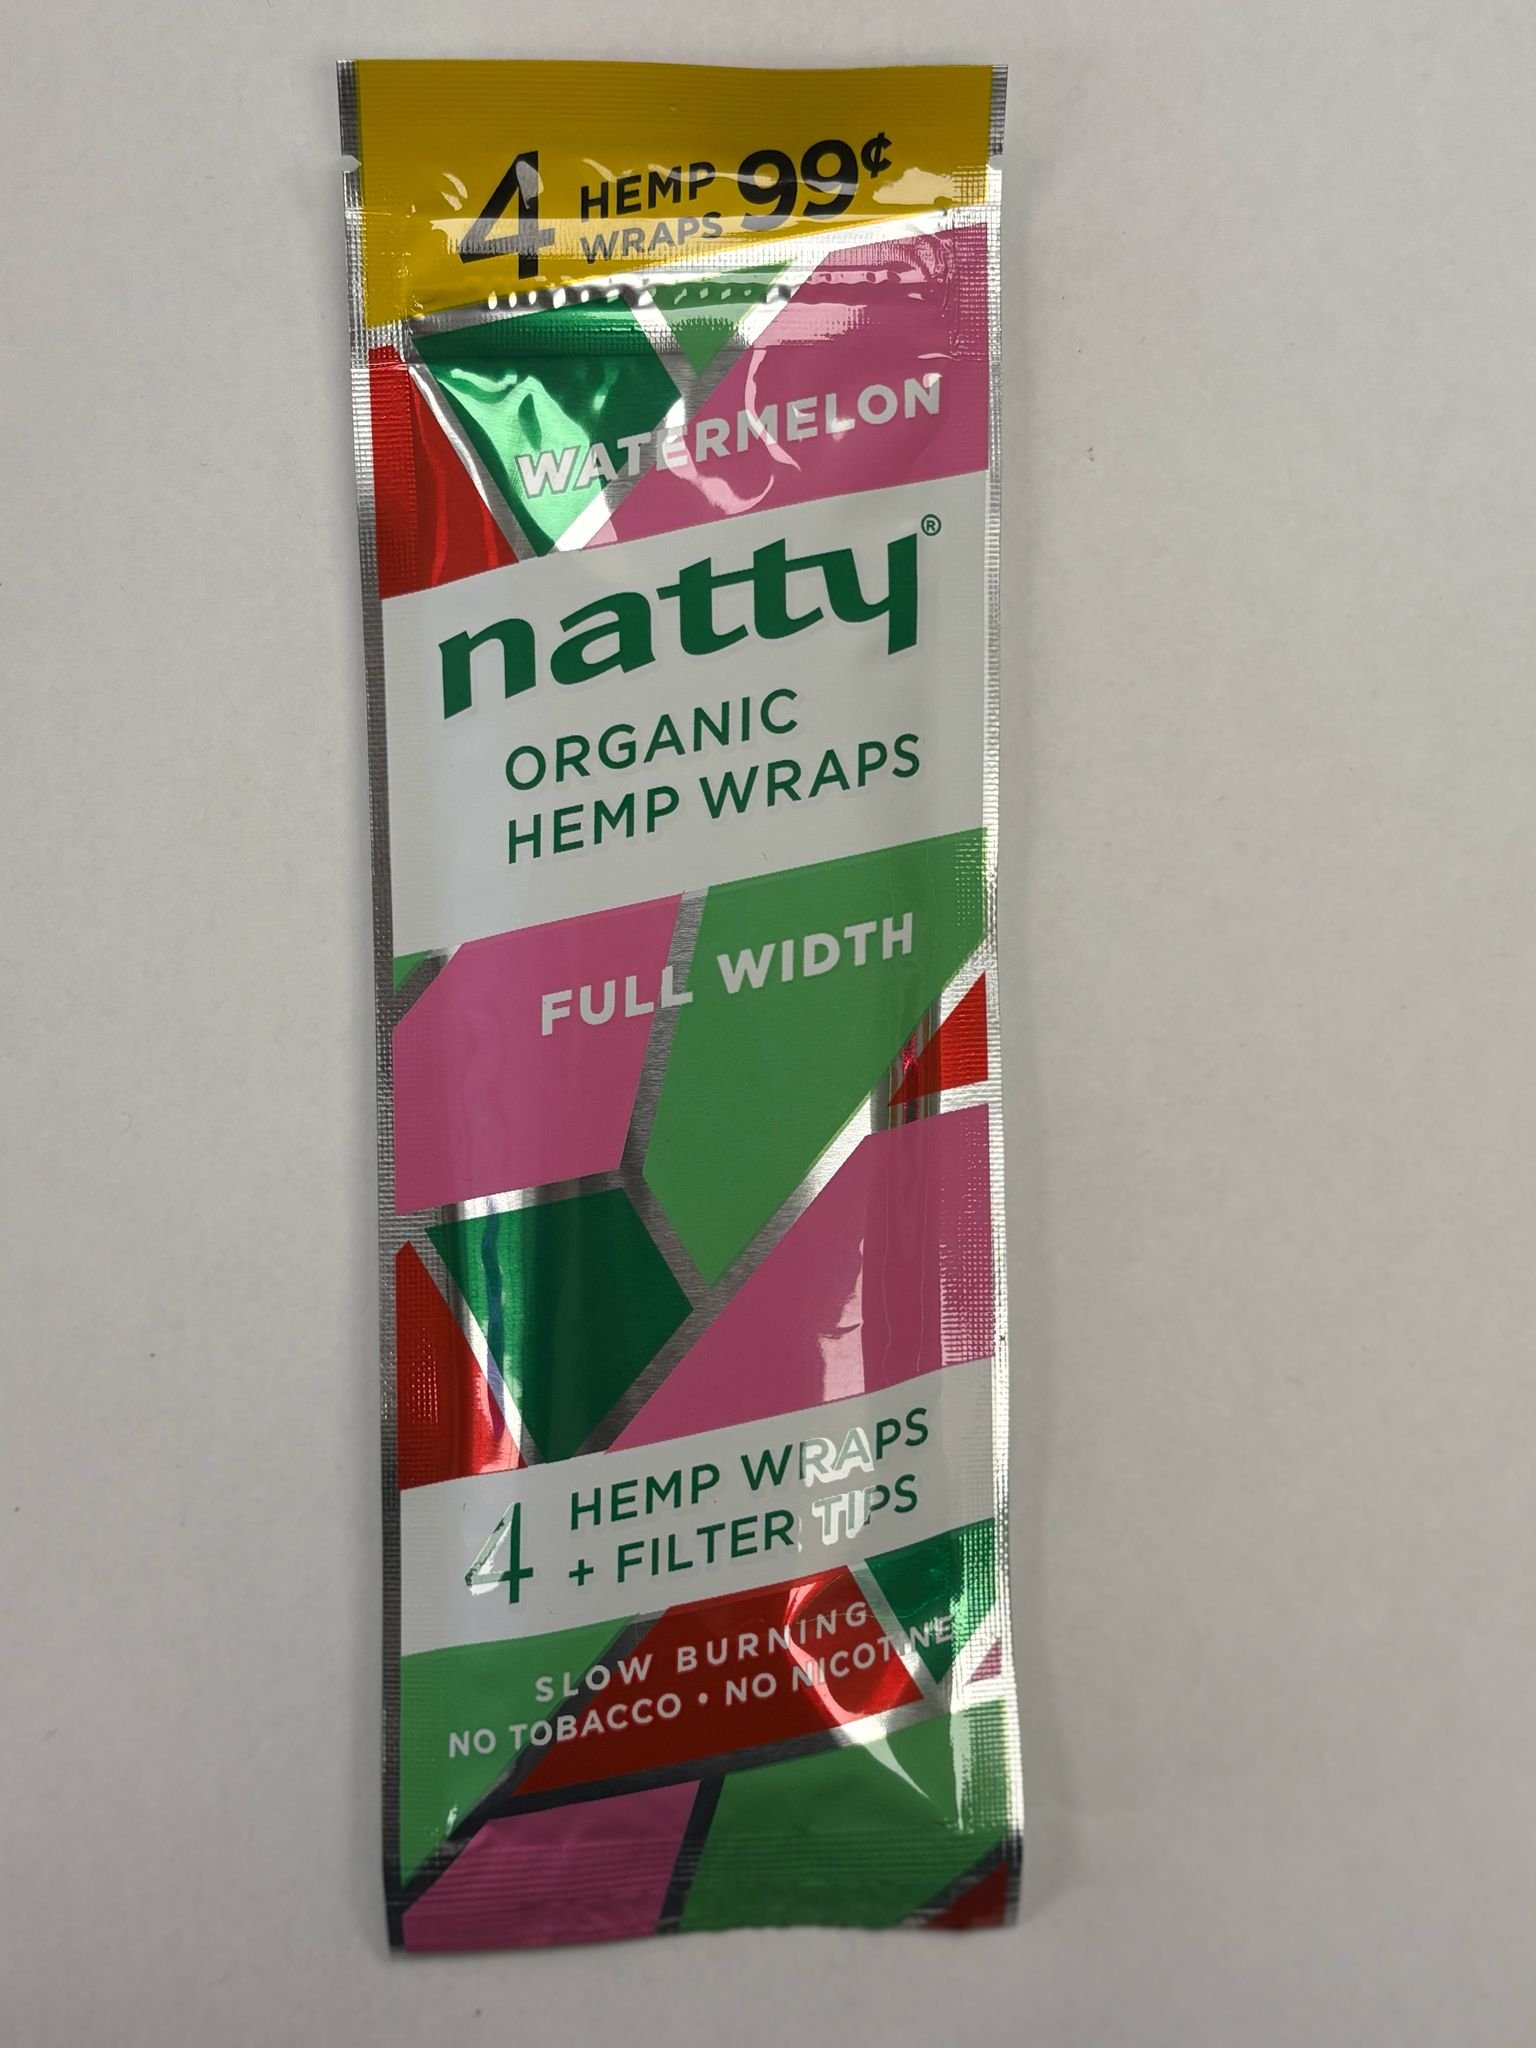 4 HEMP WRAPS 99¢
WATERMELON
natty®
ORGANIC
HEMP WRAPS
FULL WIDTH
4 HEMP WRAPS
+ FILTER TIPS
SLOW BURNING
NO TOBACCO • NO NICOTINE